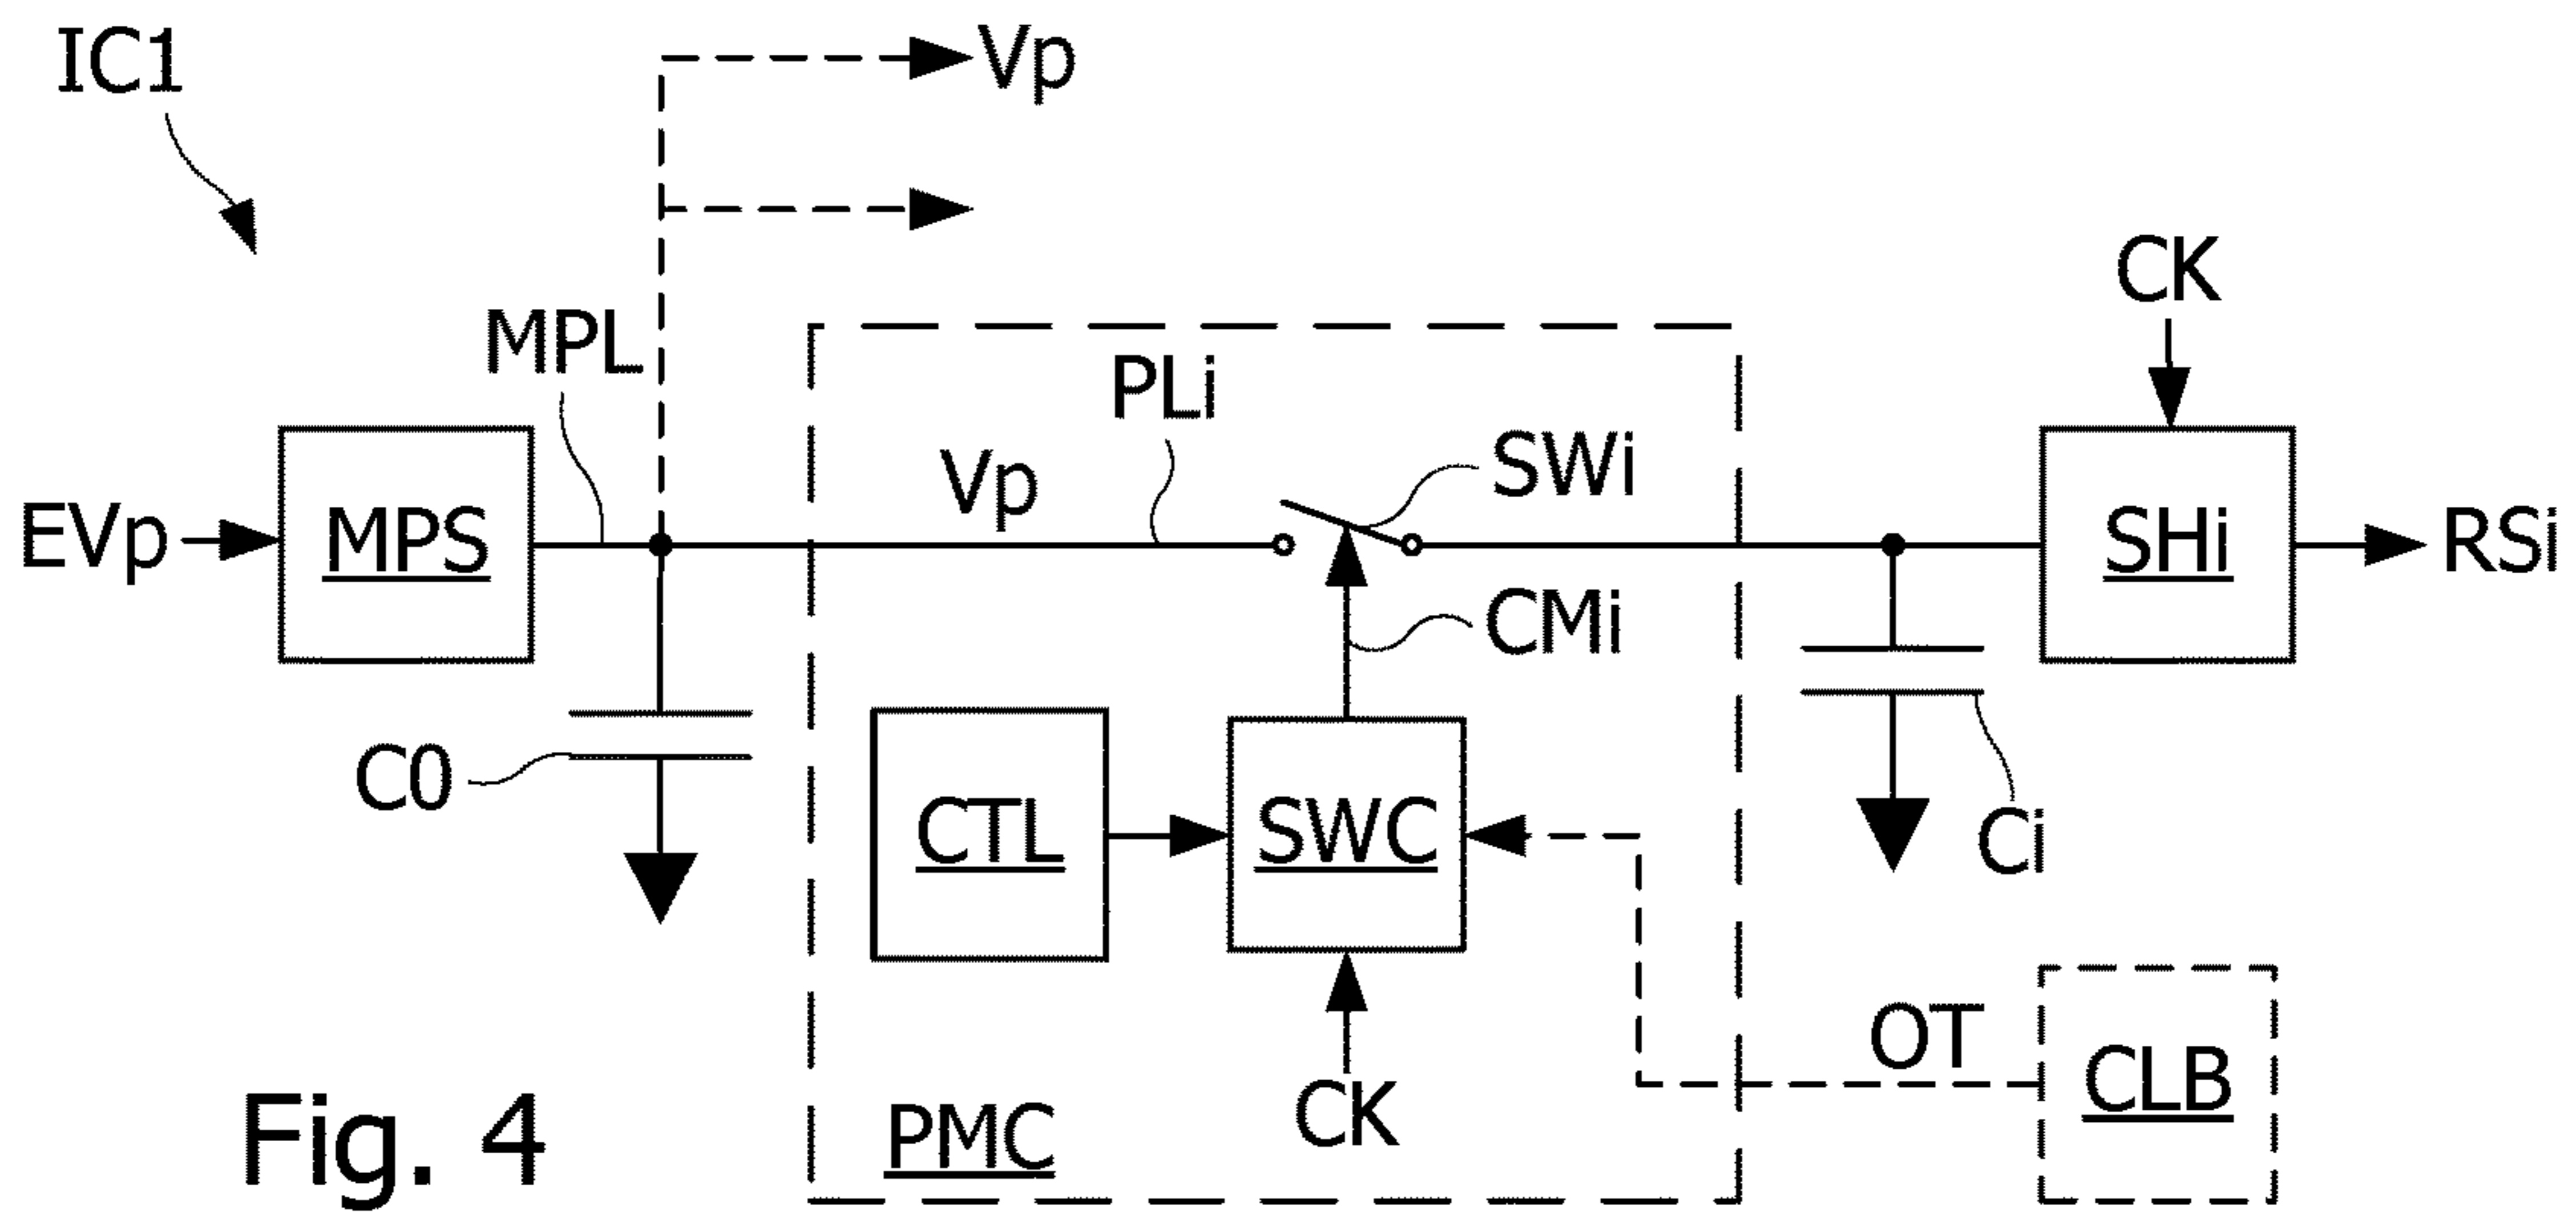 IC1
Vp
CK
MPL
PLi
SWi
Vp
EVp
MPS
SHi
RSi
CMi
C0
CTL
SWC
Ci
OT
CLB
CK
PMC
Fig. 4